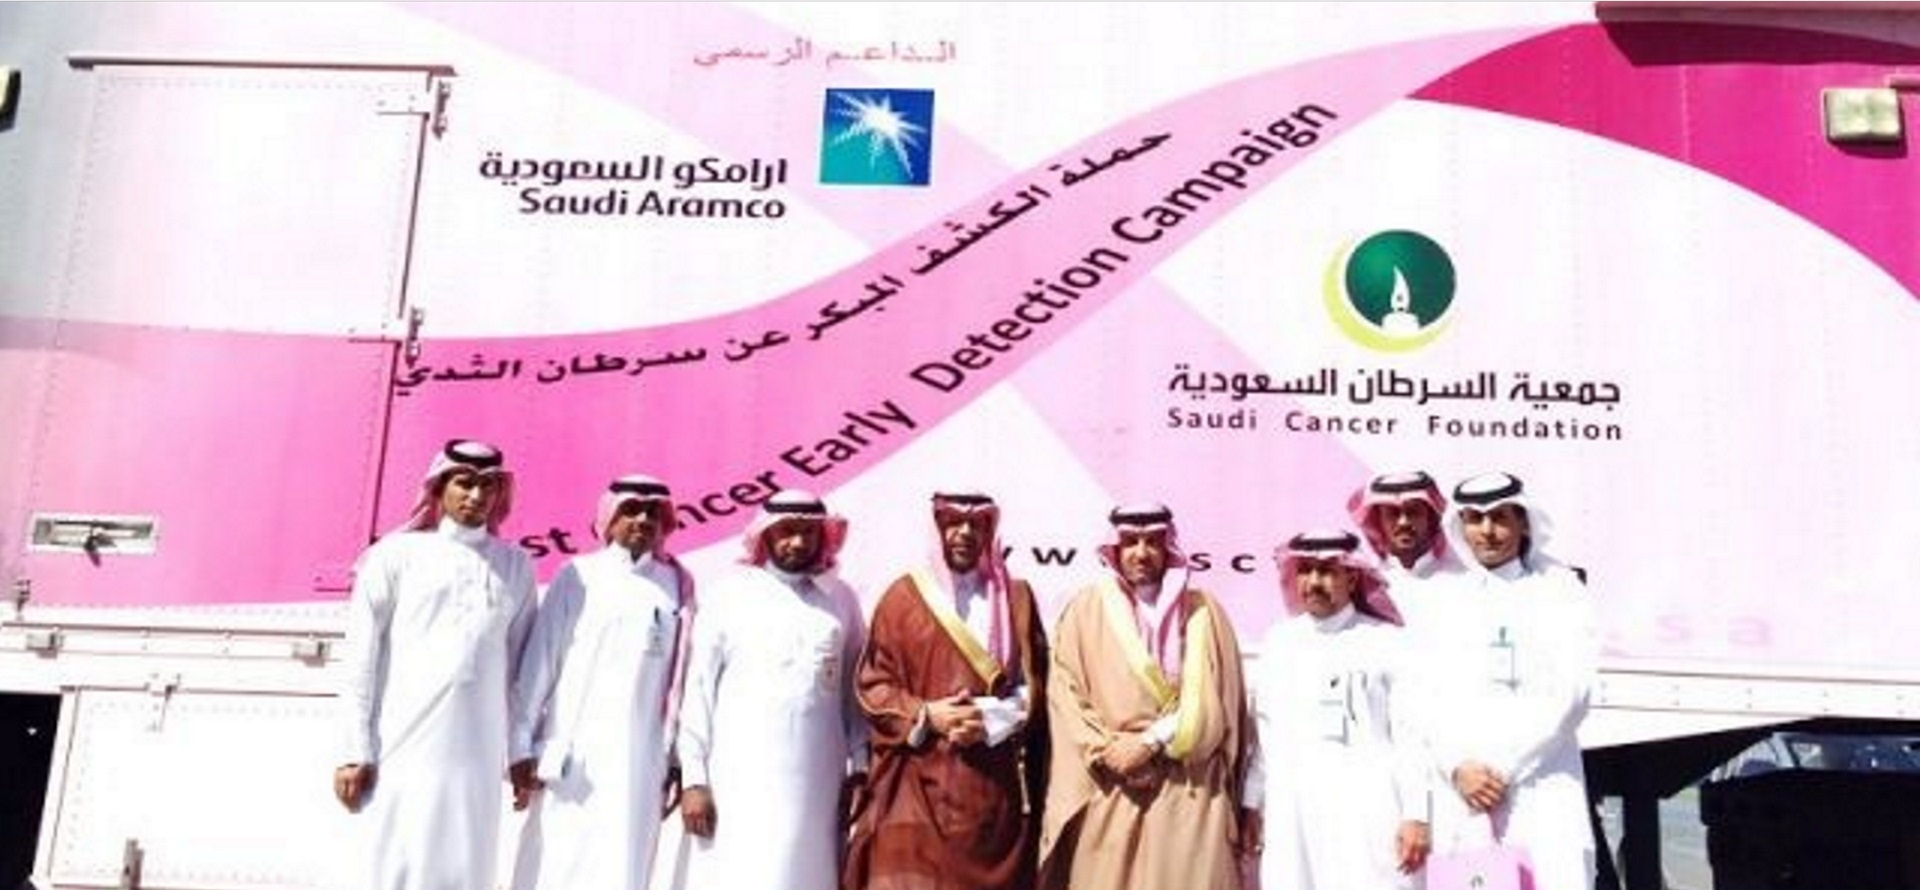 الداعم الرسمي
ارامكو السعودية
Saudi Aramco
حملة الكشف المبكر عن سرطان الثدي
Early Detection Campaign
جمعية السرطان السعودية
Saudi Cancer Foundation